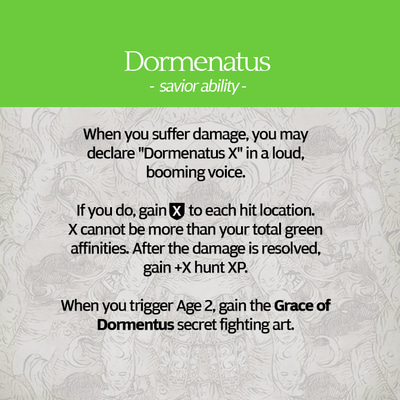 Dormenatus
- savior ability -
When you suffer damage, you may
declare "Dormenatus X" in a loud,
booming voice.
If you do, gain X to each hit location.
X cannot be more than your total green
affinities. After the damage is resolved,
gain +X hunt XP.
When you trigger Age 2, gain the Grace of
Dormentus secret fighting art.